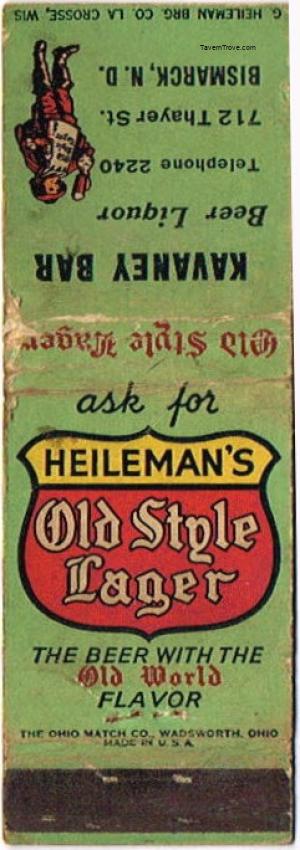 TavernTrove.com
G. HEILEMAN BRG. CO. LA CROSSE, WIS
BISMARCK, N. D.
712 Thayer St.
Telephone 2240
Beer Liquor
KAVANEY BAR
Old Style Lager
ask for
HEILEMAN'S
Old Style
Lager
THE BEER WITH THE
Old World
FLAVOR
THE OHIO MATCH CO., WADSWORTH, OHIO
MADE IN U.S.A.